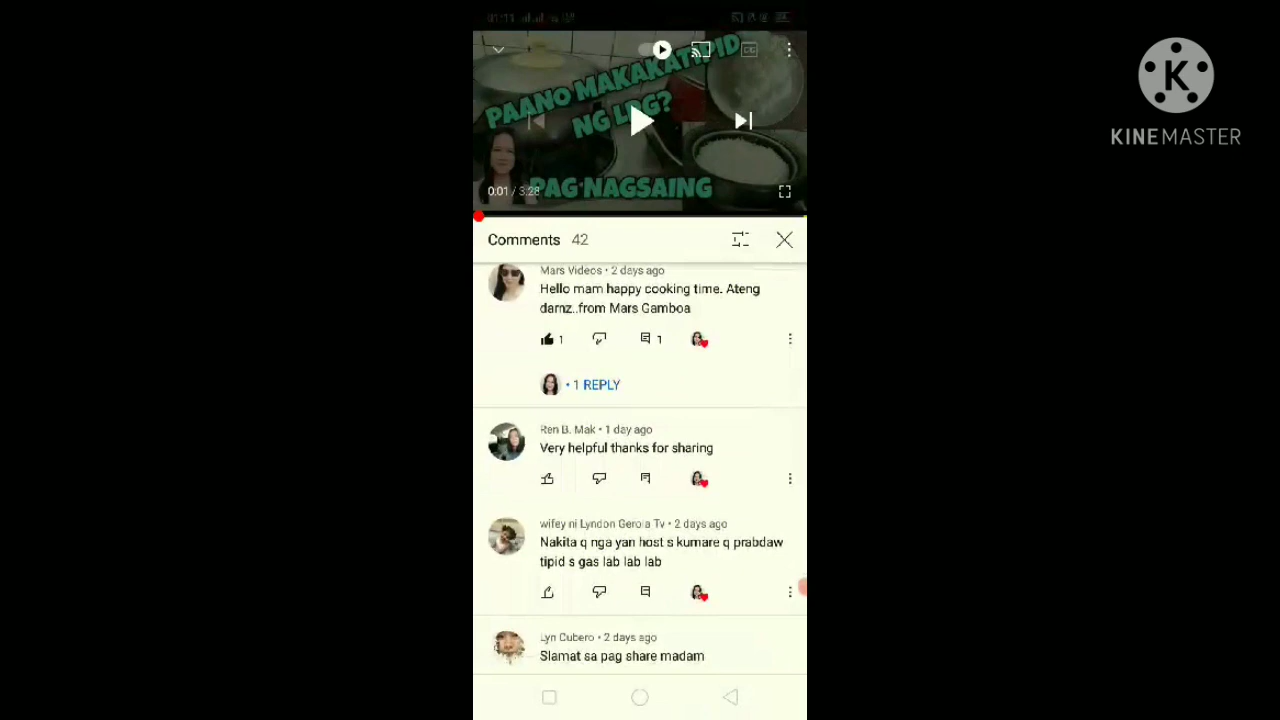 01:11
PAANO MAKAKATIPID
NG LPG?
PAG NAGSAING
0:01 / 3:28
K
KINEMASTER
Comments 42
Mars Videos • 2 days ago
Hello mam happy cooking time. Ateng
darnz..from Mars Gamboa
1 1
• 1 REPLY
Ren B. Mak • 1 day ago
Very helpful thanks for sharing
wifey ni Lyndon Gerola Tv • 2 days ago
Nakita q nga yan host s kumare q prabdaw
tipid s gas lab lab lab
Lyn Cubero • 2 days ago
Slamat sa pag share madam